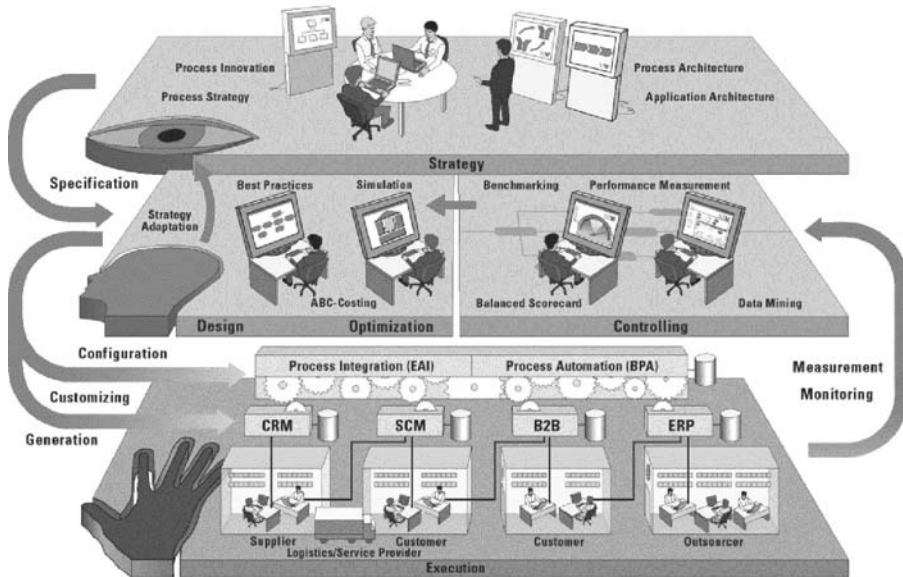 Process Innovation
Process Architecture
Process Strategy
Application Architecture
Strategy
Specification
Best Practices
Simulation
Benchmarking
Performance Measurement
Strategy
Adaptation
ABC-Costing
Balanced Scorecard
Data Mining
Design
Optimization
Controlling
Configuration
Process Integration (EAI)
Process Automation (BPA)
Measurement
Customizing
Monitoring
Generation
CRM
SCM
B2B
ERP
Supplier
Customer
Customer
Outsourcer
Logistics/Service Provider
Execution